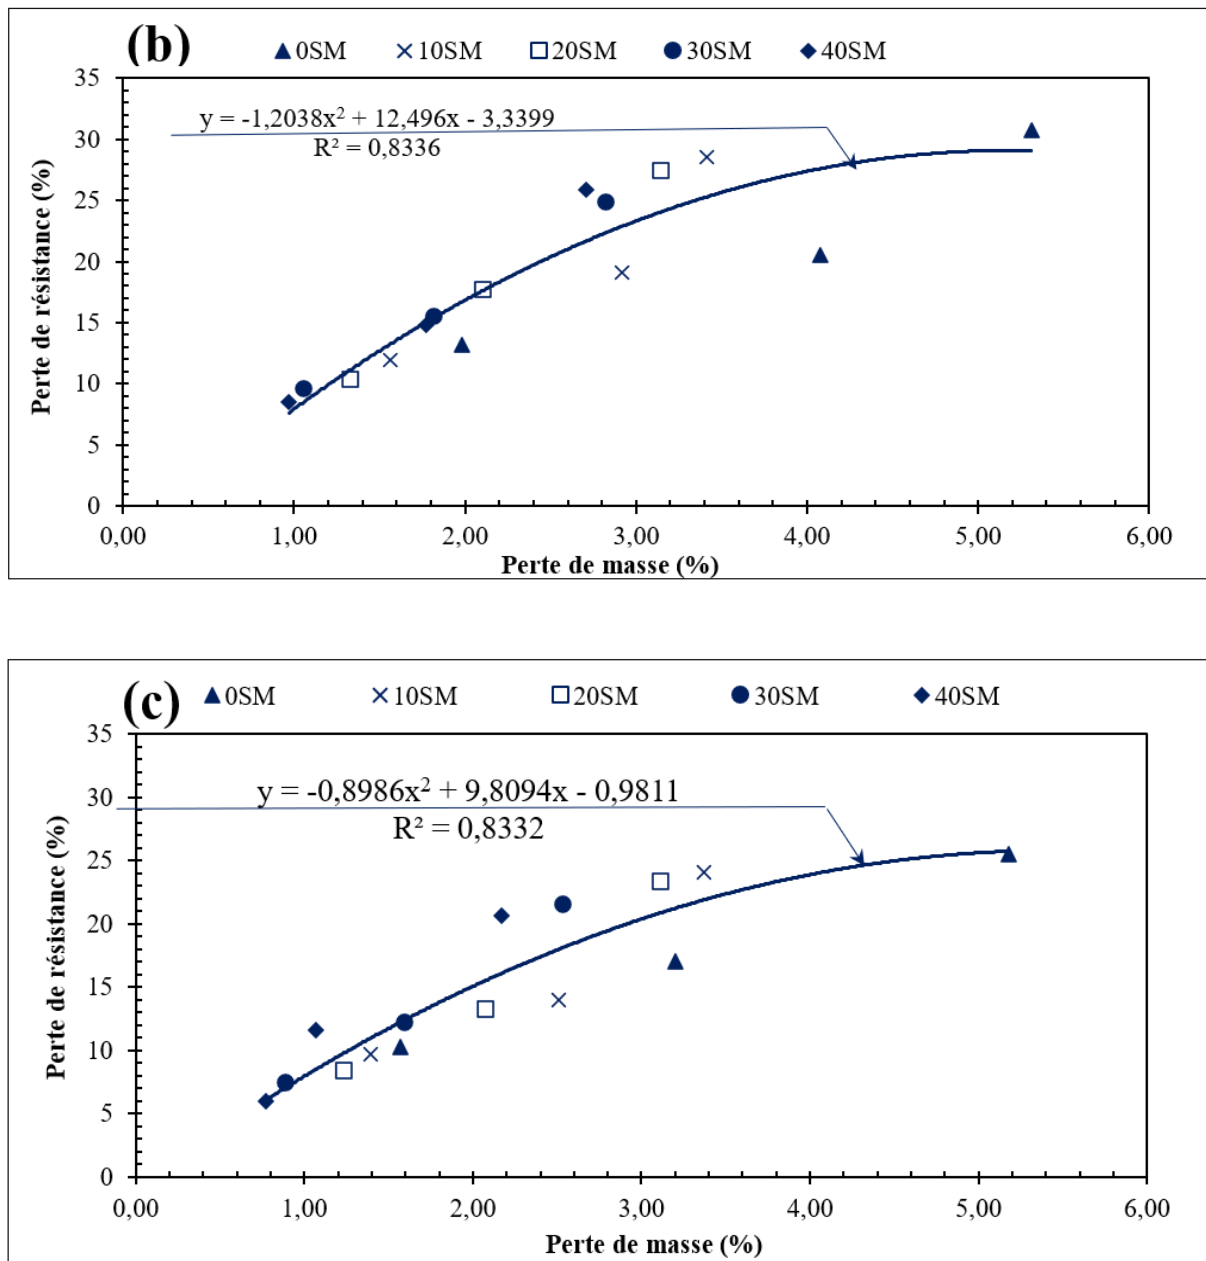 (b)
0SM 10SM 20SM 30SM 40SM
35
y = -1,2038x² + 12,496x - 3,3399
30
R² = 0,8336
25
20
15
10
5
0
Perte de résistance (%)
0,00 1,00 2,00 3,00 4,00 5,00 6,00
Perte de masse (%)
(c)
0SM 10SM 20SM 30SM 40SM
35
y = -0,8986x² + 9,8094x - 0,9811
30
R² = 0,8332
25
20
15
10
5
0
Perte de résistance (%)
0,00 1,00 2,00 3,00 4,00 5,00 6,00
Perte de masse (%)